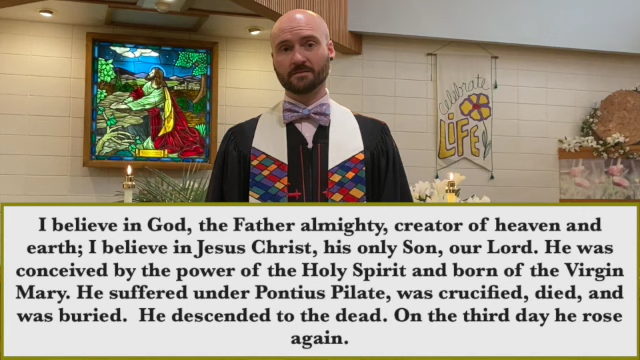 Celebrate
LIFE
I believe in God, the Father almighty, creator of heaven and
earth; I believe in Jesus Christ, his only Son, our Lord. He was
conceived by the power of the Holy Spirit and born of the Virgin
Mary. He suffered under Pontius Pilate, was crucified, died, and
was buried.  He descended to the dead. On the third day he rose
again.